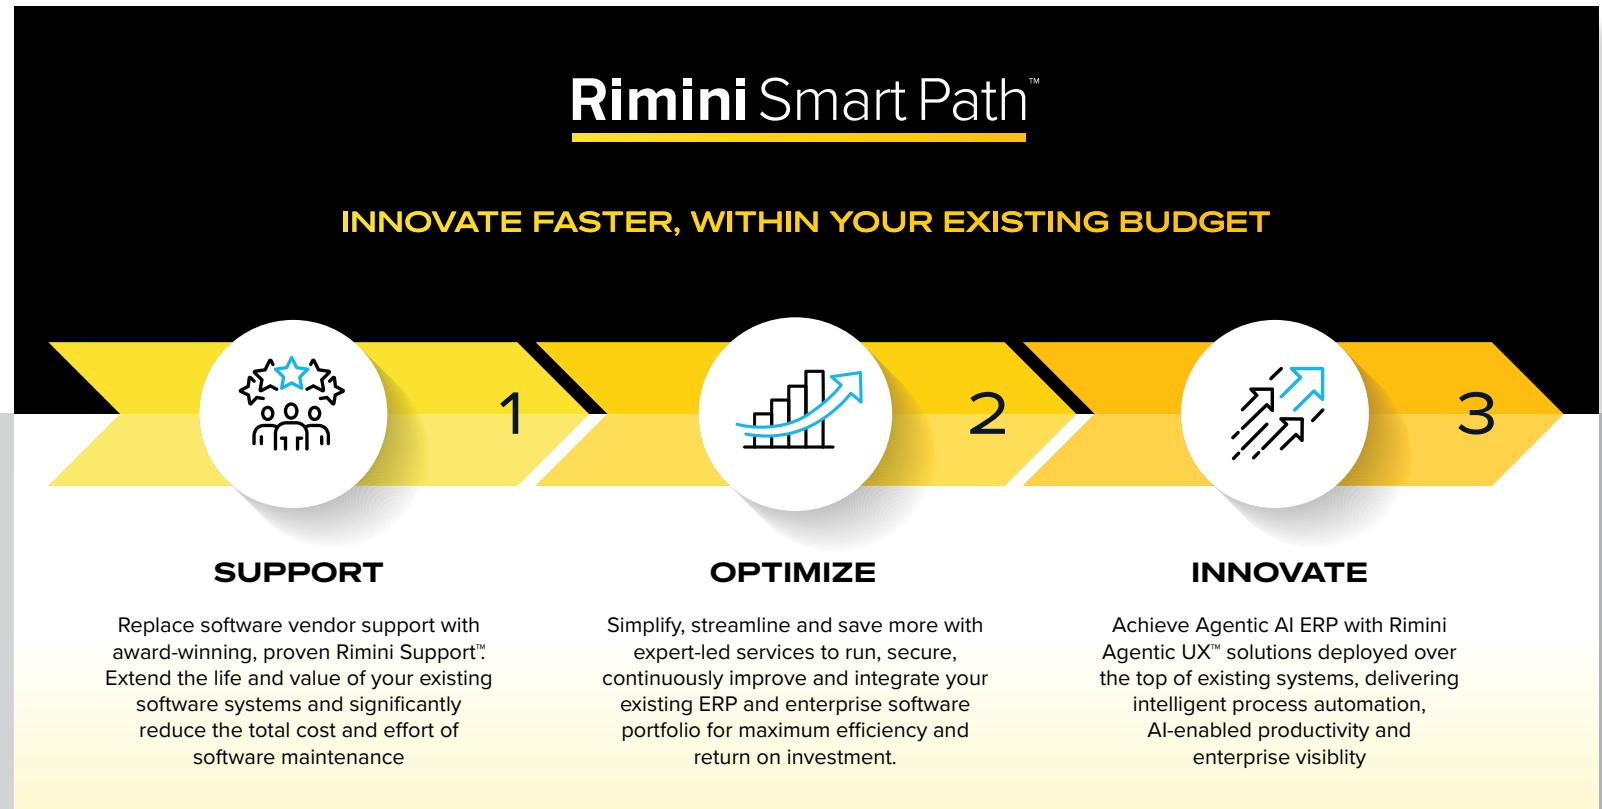 Rimini Smart Path™
INNOVATE FASTER, WITHIN YOUR EXISTING BUDGET
1
2
3
SUPPORT
Replace software vendor support with
award-winning, proven Rimini Support™.
Extend the life and value of your existing
software systems and significantly
reduce the total cost and effort of
software maintenance
OPTIMIZE
Simplify, streamline and save more with
expert-led services to run, secure,
continuously improve and integrate your
existing ERP and enterprise software
portfolio for maximum efficiency and
return on investment.
INNOVATE
Achieve Agentic AI ERP with Rimini
Agentic UX™ solutions deployed over
the top of existing systems, delivering
intelligent process automation,
AI-enabled productivity and
enterprise visiblity